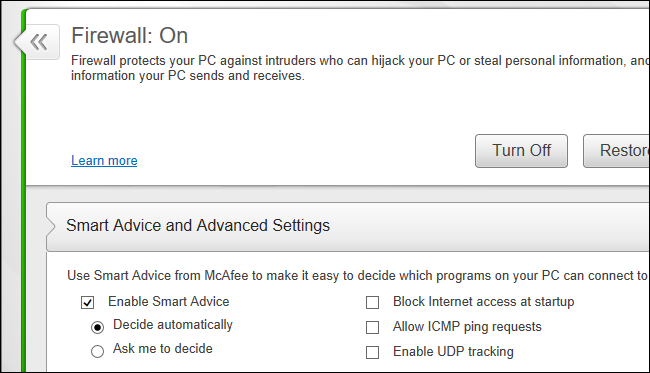 Firewall: On
Firewall protects your PC against intruders who can hijack your PC or steal personal information, and
information your PC sends and receives.
Learn more
Turn Off
Restore
Smart Advice and Advanced Settings
Use Smart Advice from McAfee to make it easy to decide which programs on your PC can connect to
Enable Smart Advice
Block Internet access at startup
Decide automatically
Allow ICMP ping requests
Ask me to decide
Enable UDP tracking